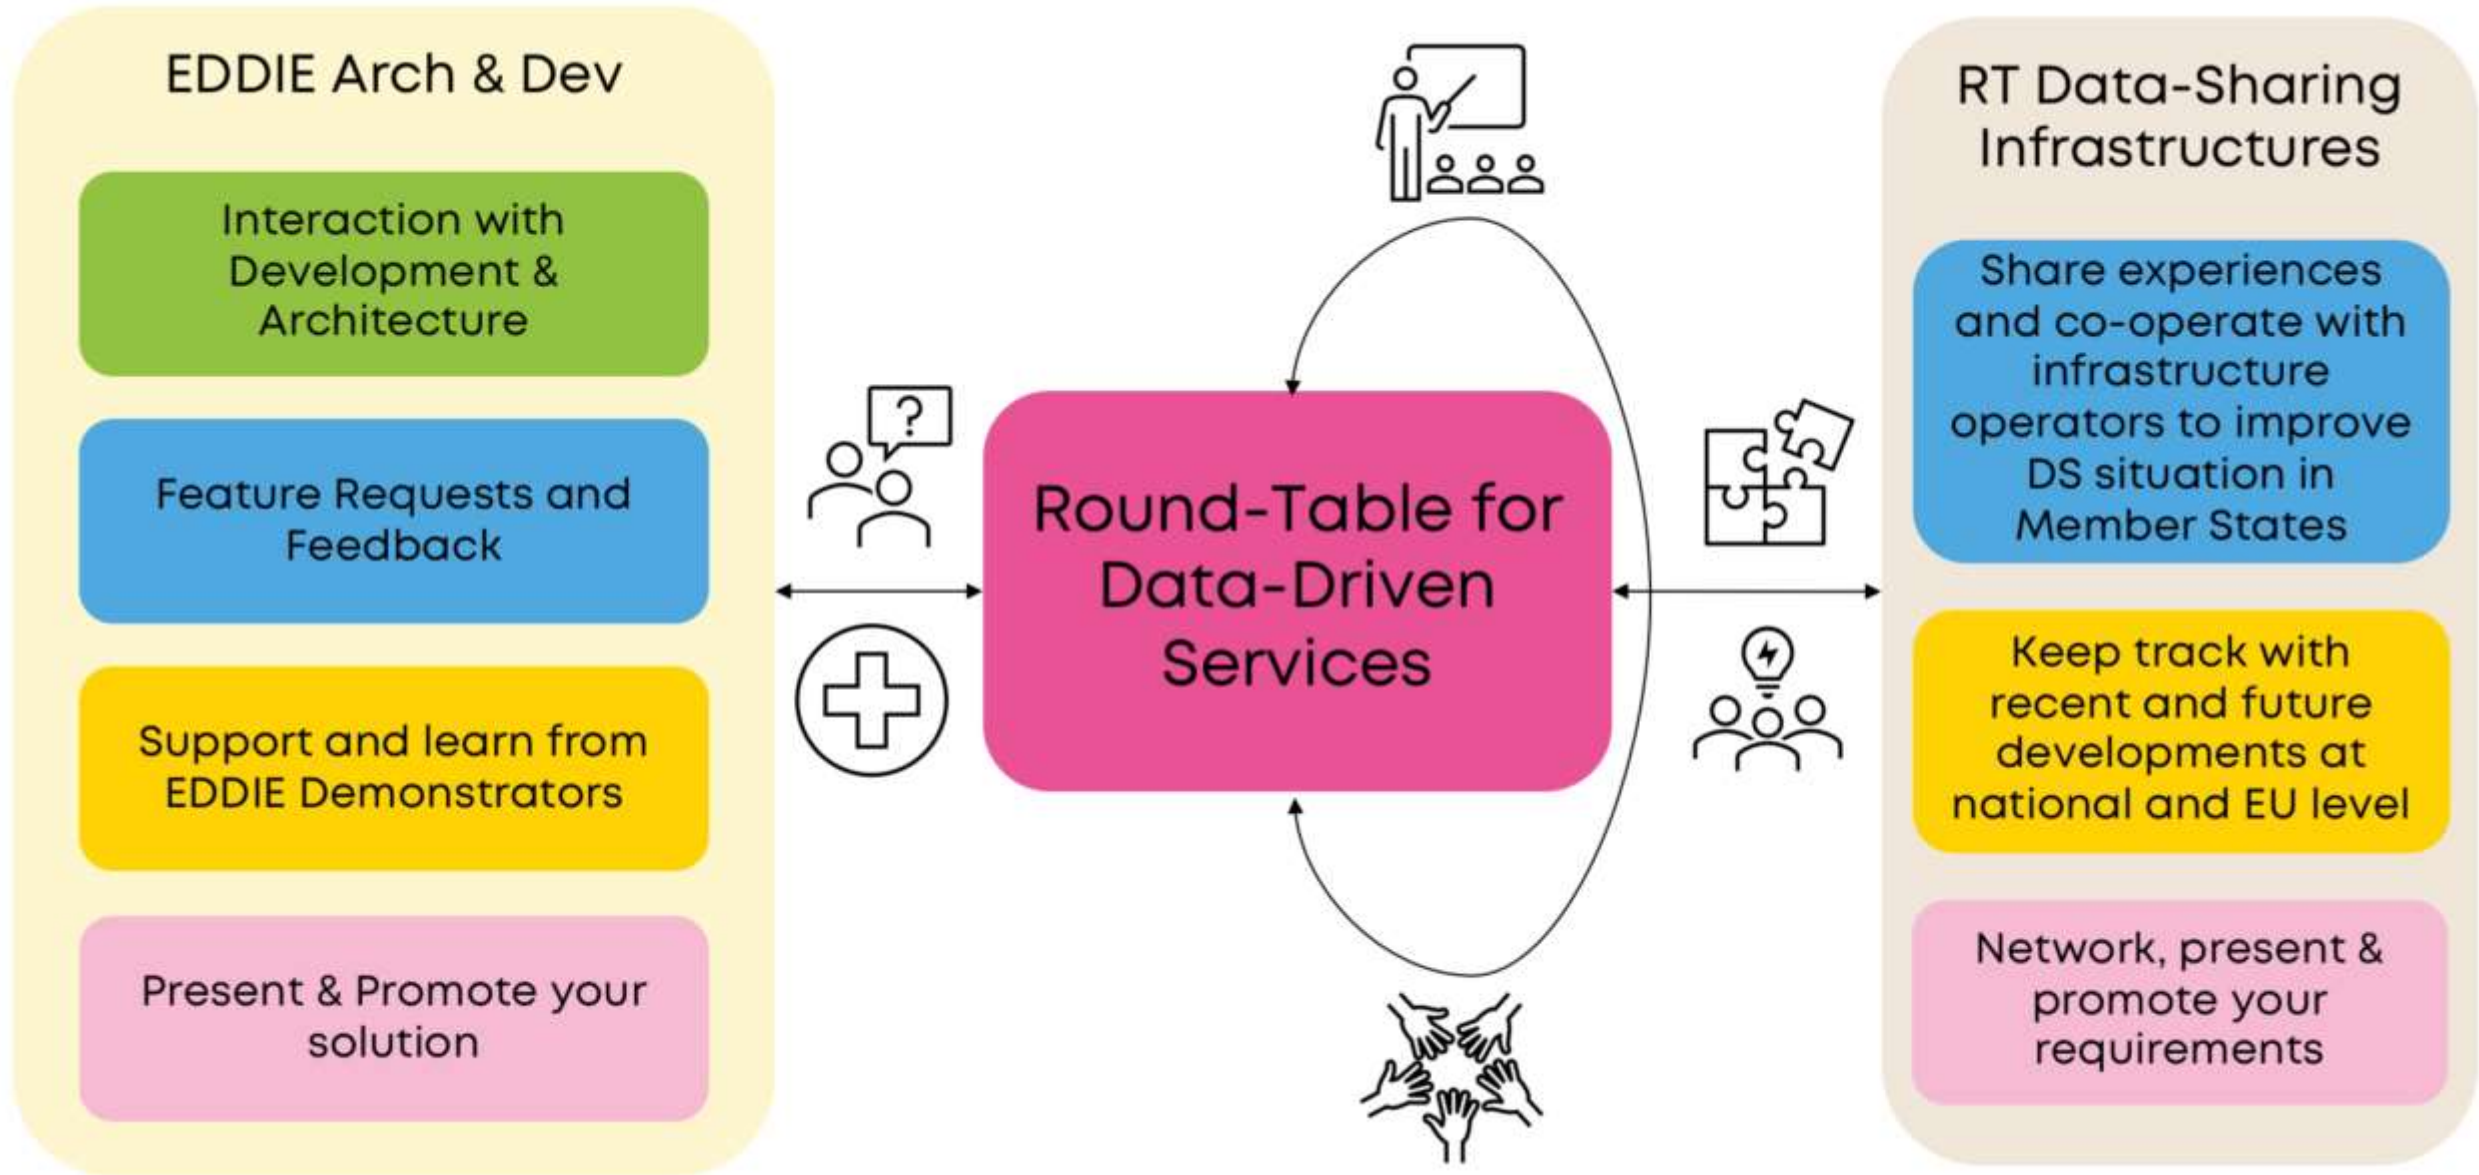 EDDIE Arch & Dev
Interaction with
Development &
Architecture
Feature Requests and
Feedback
Support and learn from
EDDIE Demonstrators
Present & Promote your
solution
?
Round-Table for
Data-Driven
Services
RT Data-Sharing
Infrastructures
Share experiences
and co-operate with
infrastructure
operators to improve
DS situation in
Member States
Keep track with
recent and future
developments at
national and EU level
Network, present &
promote your
requirements